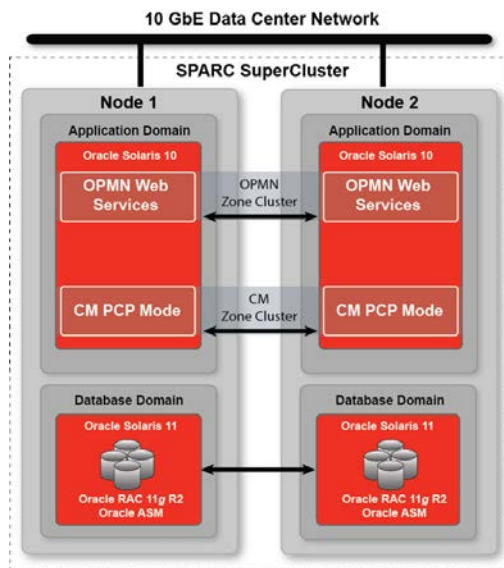 10 GbE Data Center Network
SPARC SuperCluster
Node 1
Application Domain
Oracle Solaris 10
OPMN Web
Services
CM PCP Mode
Database Domain
Oracle Solaris 11
Oracle RAC 11g R2
Oracle ASM
OPMN
Zone Cluster
CM
Zone Cluster
Node 2
Application Domain
Oracle Solaris 10
OPMN Web
Services
CM PCP Mode
Database Domain
Oracle Solaris 11
Oracle RAC 11g R2
Oracle ASM